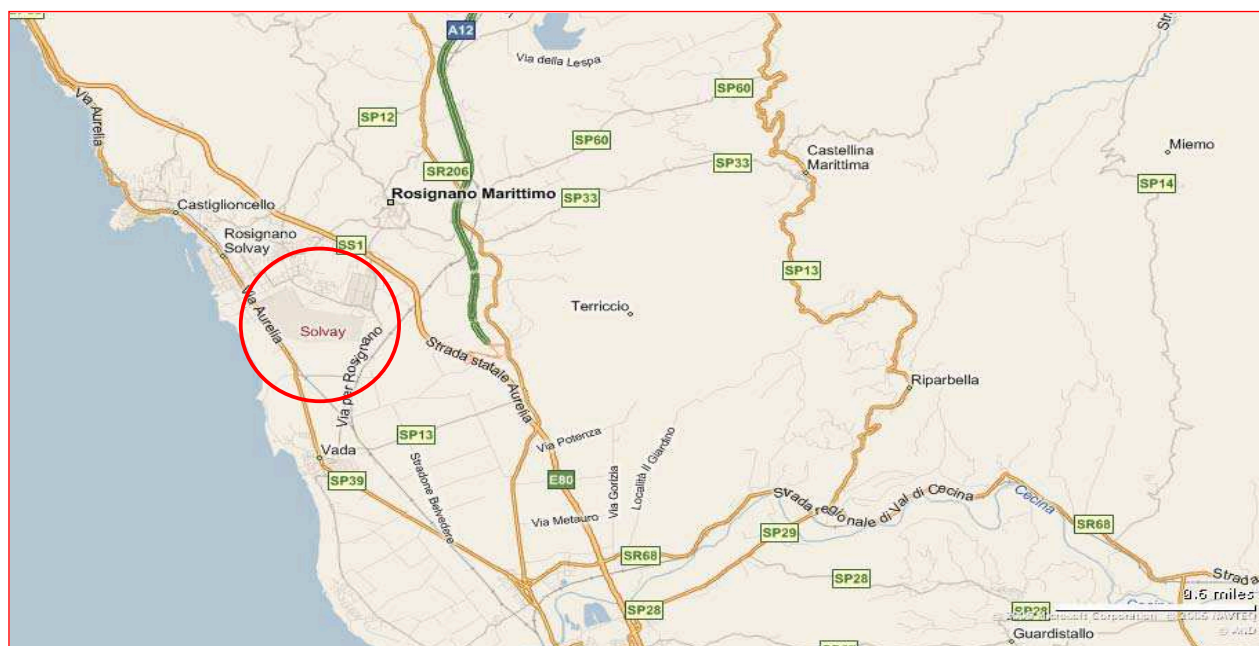 A12
Via della Lespa
SP60
SP12
SP60
Via Aurelia
SR206
SP33
Castellina
Marittima
Miemo
SP14
Rosignano Marittimo
SP33
Castiglioncello
Rosignano
Solvay
SS1
SP13
Via Aurelia
Solvay
Terriccio
Via per Rosignano
Strada statale Aurelia
Riparbella
SP13
Via Potenza
Vada
Stradone Belvedere
SP39
E80
Via Gorizia
Località Il Giardino
Via Metauro
Strada regionale di Val di Cecina
Cecina
SP29
SR68
SR68
SP28
Strada
SP28
SP28
Guardistallo